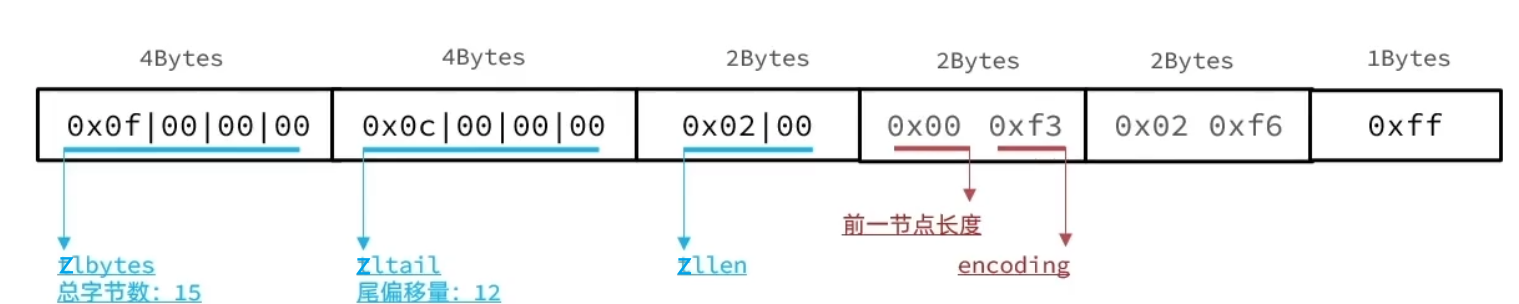 4Bytes 4Bytes 2Bytes 2Bytes 2Bytes 1Bytes
0x0f|00|00|00 0x0c|00|00|00 0x02|00 0x00 0xf3 0x02 0xf6 0xff
前一节点长度
zlbytes zltail zllen encoding
总字节数：15 尾偏移量：12